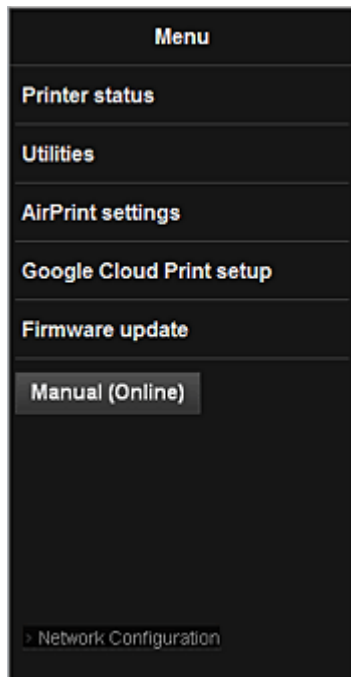 Menu
Printer status
Utilities
AirPrint settings
Google Cloud Print setup
Firmware update
Manual (Online)
> Network Configuration